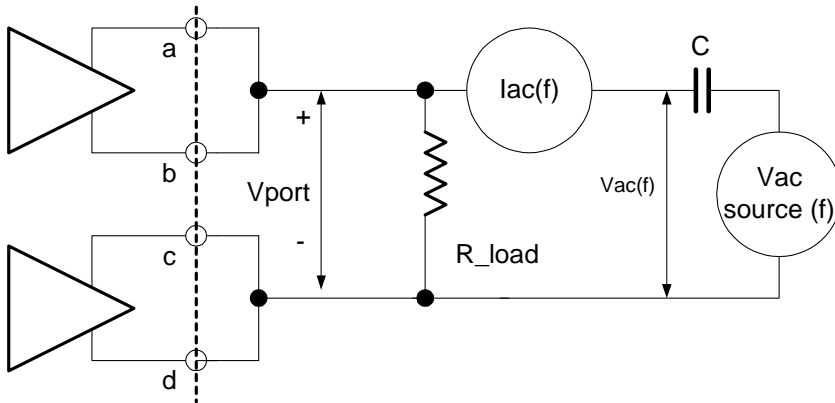 a
b
c
d
+
Vport
-
R_load
Iac(f)
Vac(f)
C
Vac
source (f)